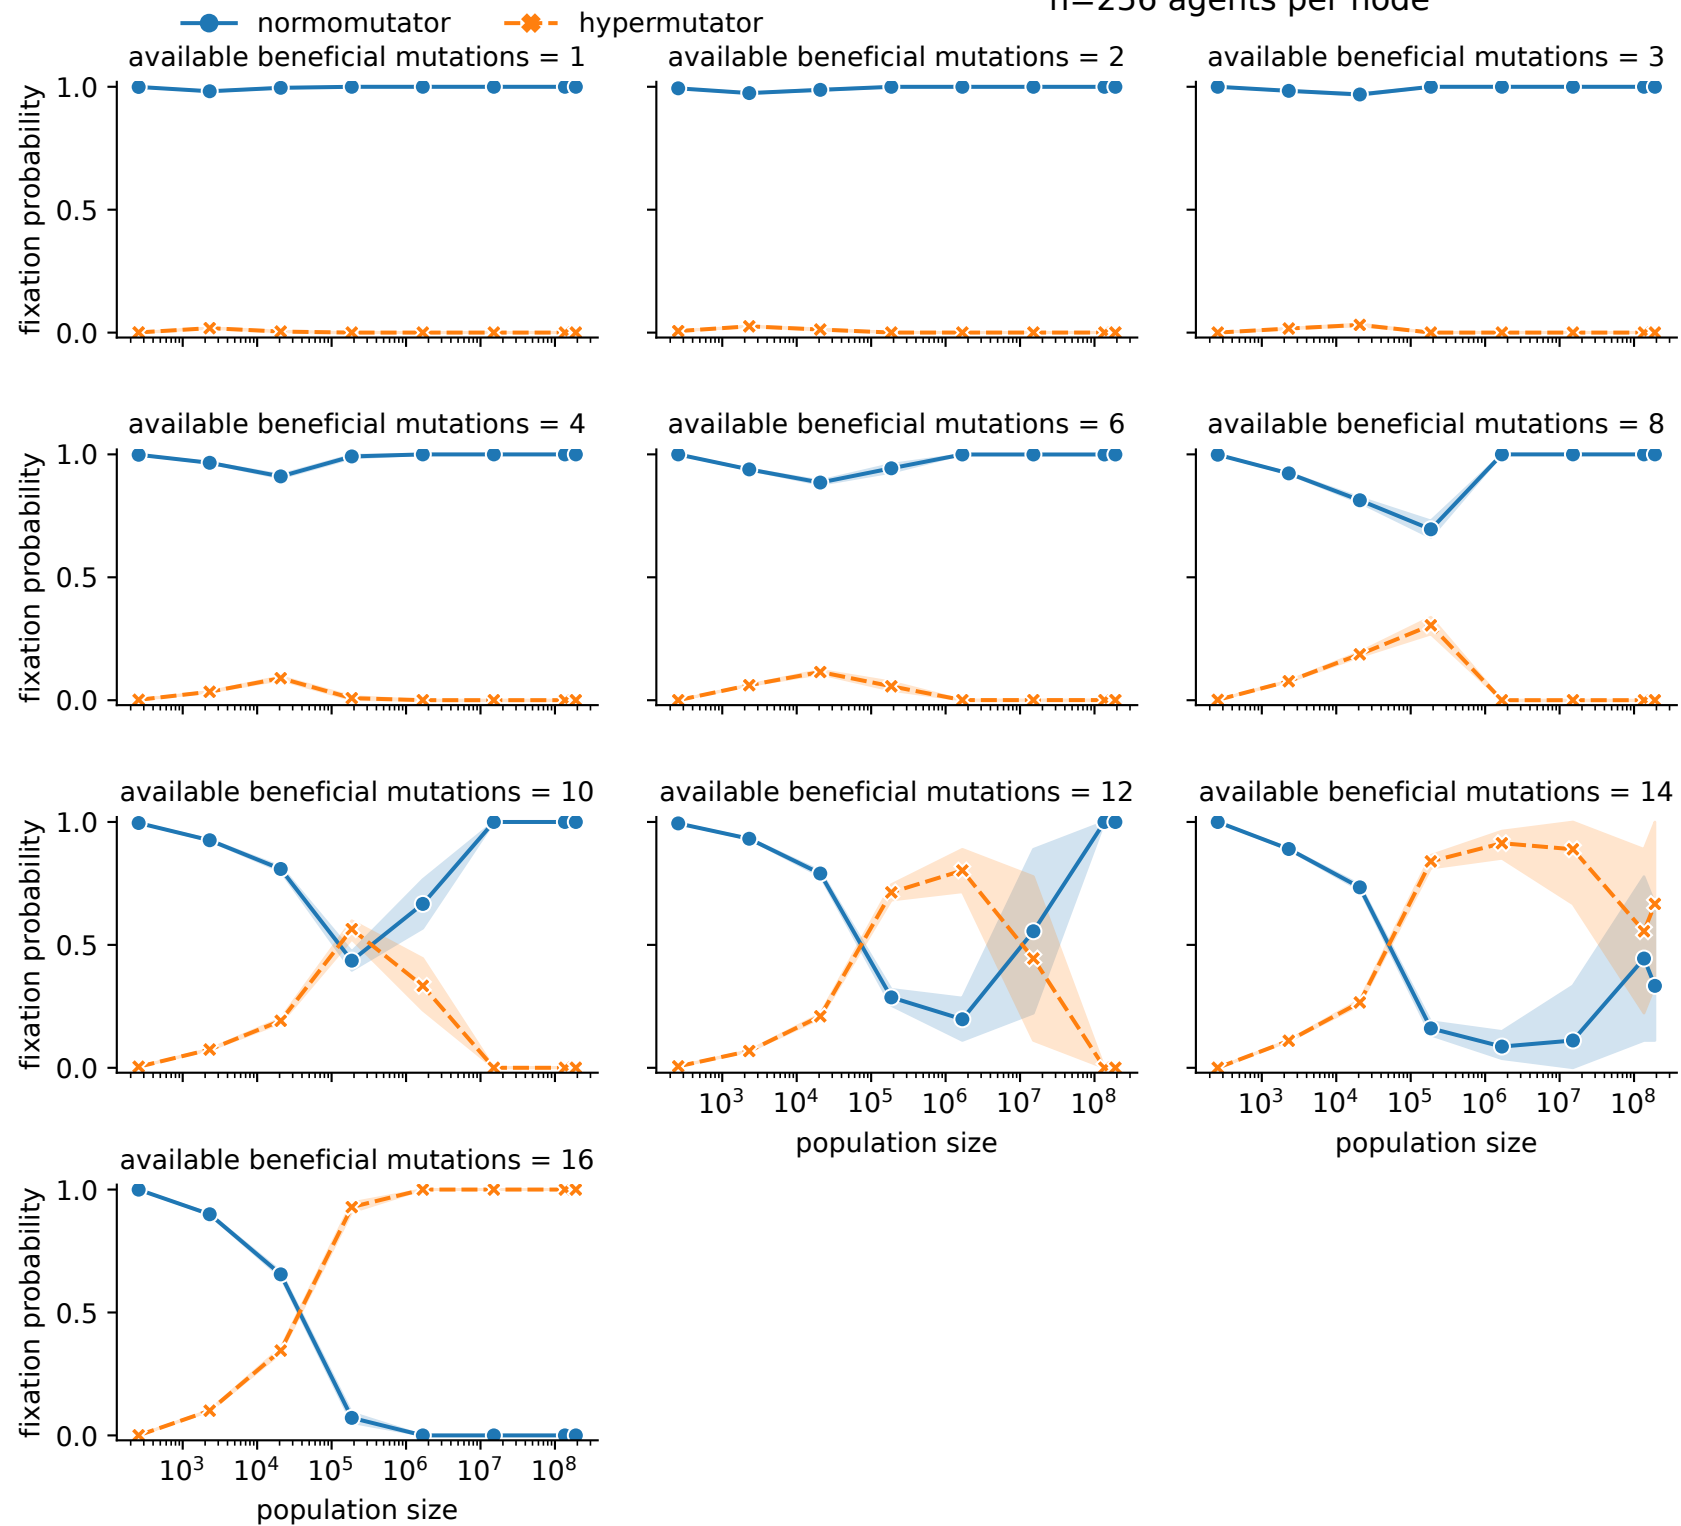 n=256 agents per node
normomutator hypermutator
available beneficial mutations = 1
available beneficial mutations = 2
available beneficial mutations = 3
fixation probability
1.0
0.5
0.0
available beneficial mutations = 4
available beneficial mutations = 6
available beneficial mutations = 8
fixation probability
1.0
0.5
0.0
available beneficial mutations = 10
available beneficial mutations = 12
available beneficial mutations = 14
fixation probability
1.0
0.5
0.0
10³ 10⁴ 10⁵ 10⁶ 10⁷ 10⁸
population size
10³ 10⁴ 10⁵ 10⁶ 10⁷ 10⁸
population size
available beneficial mutations = 16
fixation probability
1.0
0.5
0.0
10³ 10⁴ 10⁵ 10⁶ 10⁷ 10⁸
population size